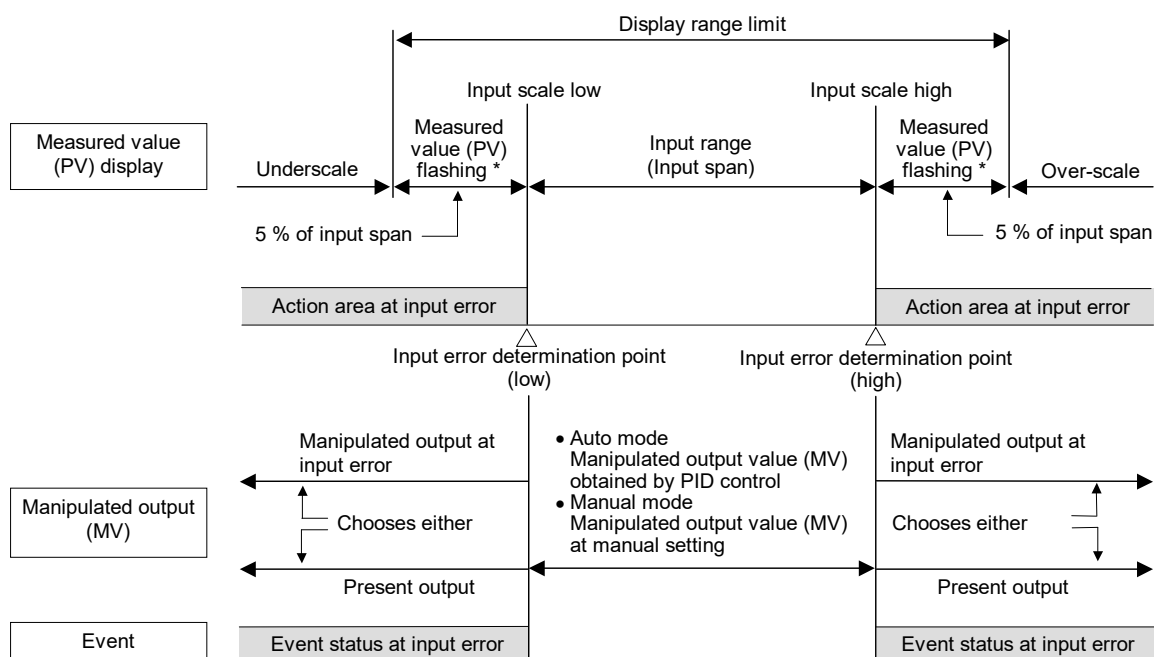 Display range limit
Input scale low
Input scale high
Measured value
(PV) display
Underscale
Measured
value (PV)
flashing *
Input range
(Input span)
Measured
value (PV)
flashing *
Over-scale
5 % of input span
5 % of input span
Action area at input error
Action area at input error
Input error determination point
(low)
Input error determination point
(high)
Manipulated output
(MV)
Manipulated output at
input error
Chooses either
Present output
• Auto mode
Manipulated output value (MV)
obtained by PID control
• Manual mode
Manipulated output value (MV)
at manual setting
Manipulated output at
input error
Chooses either
Present output
Event
Event status at input error
Event status at input error